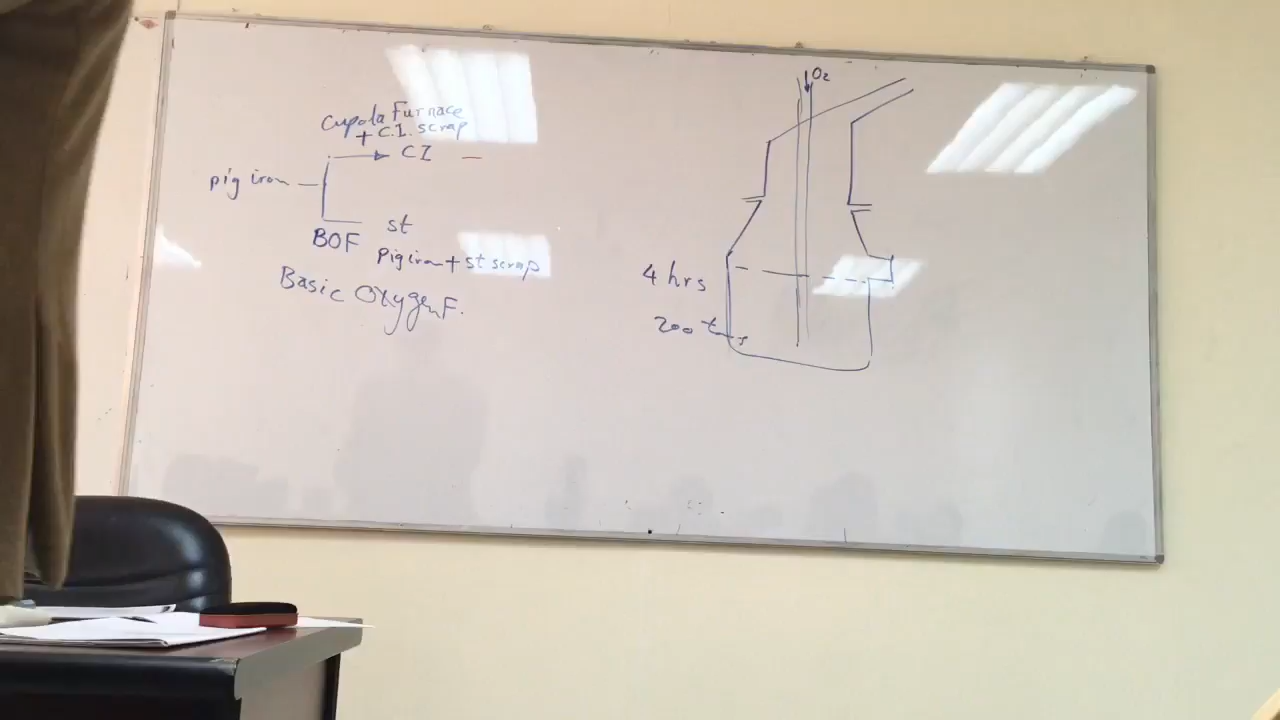 Cupola Furnace
+ C.I. scrap
CI
pig iron
BOF
st
Pig iron + st scrap
Basic Oxygen F.
O2
4 hrs
200 t